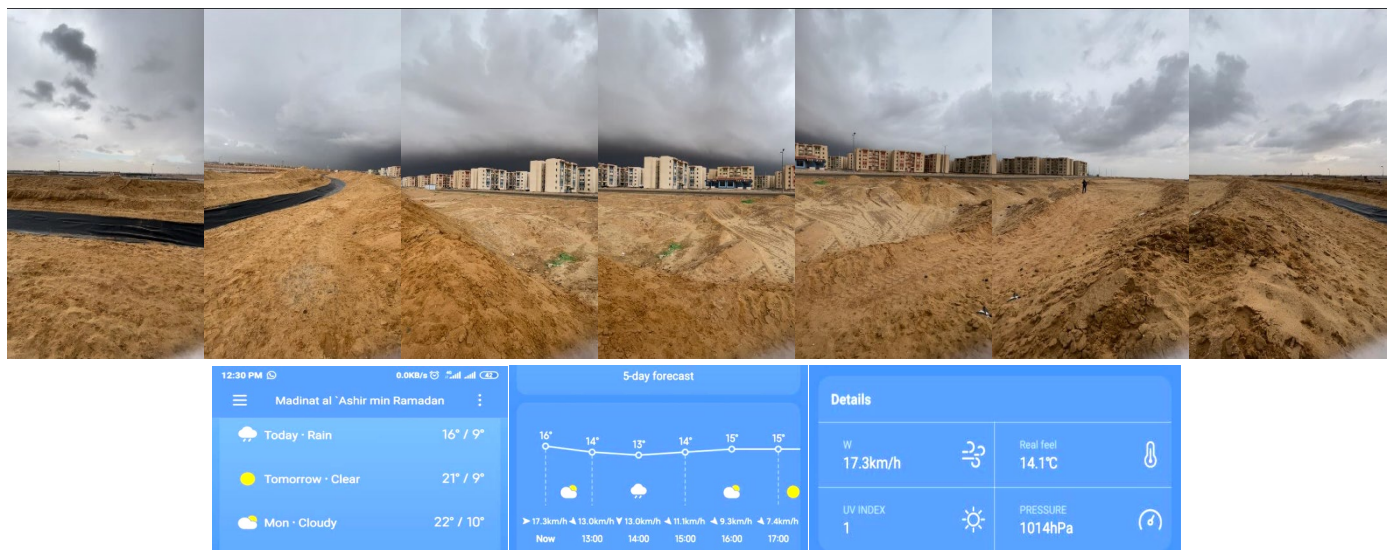 12:30 PM 0.0KB/s 42
Madinat al `Ashir min Ramadan
Today · Rain 16° / 9°
Tomorrow · Clear 21° / 9°
Mon · Cloudy 22° / 10°
5-day forecast
16° 14° 13° 14° 15° 15°
17.3km/h 13.0km/h 13.0km/h 11.1km/h 9.3km/h 7.4km/h
Now 13:00 14:00 15:00 16:00 17:00
Details
W
17.3km/h
Real feel
14.1°C
UV INDEX
1
PRESSURE
1014hPa